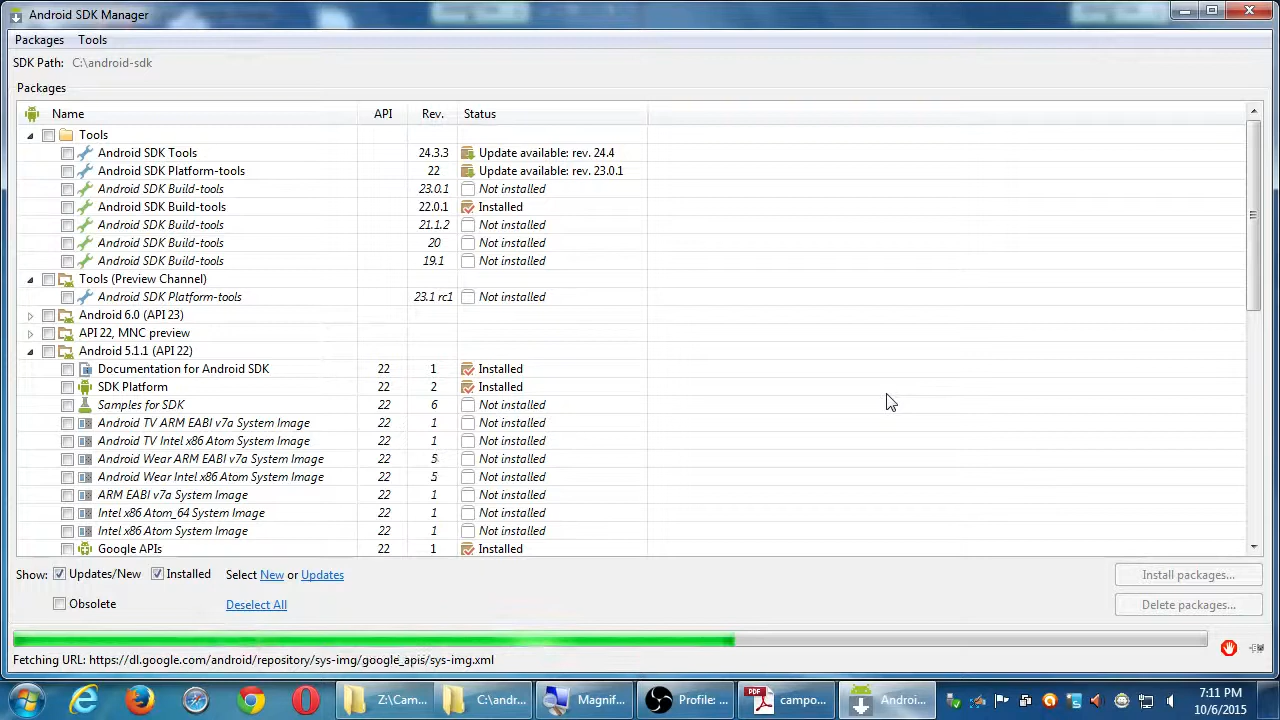 Android SDK Manager
Packages Tools
SDK Path: C:\android-sdk
Packages
Name API Rev. Status
Tools
Android SDK Tools 24.3.3 Update available: rev. 24.4
Android SDK Platform-tools 22 Update available: rev. 23.0.1
Android SDK Build-tools 23.0.1 Not installed
Android SDK Build-tools 22.0.1 Installed
Android SDK Build-tools 21.1.2 Not installed
Android SDK Build-tools 20 Not installed
Android SDK Build-tools 19.1 Not installed
Tools (Preview Channel)
Android SDK Platform-tools 23.1 rc1 Not installed
Android 6.0 (API 23)
API 22, MNC preview
Android 5.1.1 (API 22)
Documentation for Android SDK 22 1 Installed
SDK Platform 22 2 Installed
Samples for SDK 22 6 Not installed
Android TV ARM EABI v7a System Image 22 1 Not installed
Android TV Intel x86 Atom System Image 22 1 Not installed
Android Wear ARM EABI v7a System Image 22 5 Not installed
Android Wear Intel x86 Atom System Image 22 5 Not installed
ARM EABI v7a System Image 22 1 Not installed
Intel x86 Atom_64 System Image 22 1 Not installed
Intel x86 Atom System Image 22 1 Not installed
Google APIs 22 1 Installed
Show: Updates/New Installed Select New or Updates Install packages...
Obsolete Deselect All Delete packages...
Fetching URL: https://dl.google.com/android/repository/sys-img/google_apis/sys-img.xml
Z:\Cam... C:\andr... Magnif... Profile: ... campo... Androi... 7:11 PM
10/6/2015